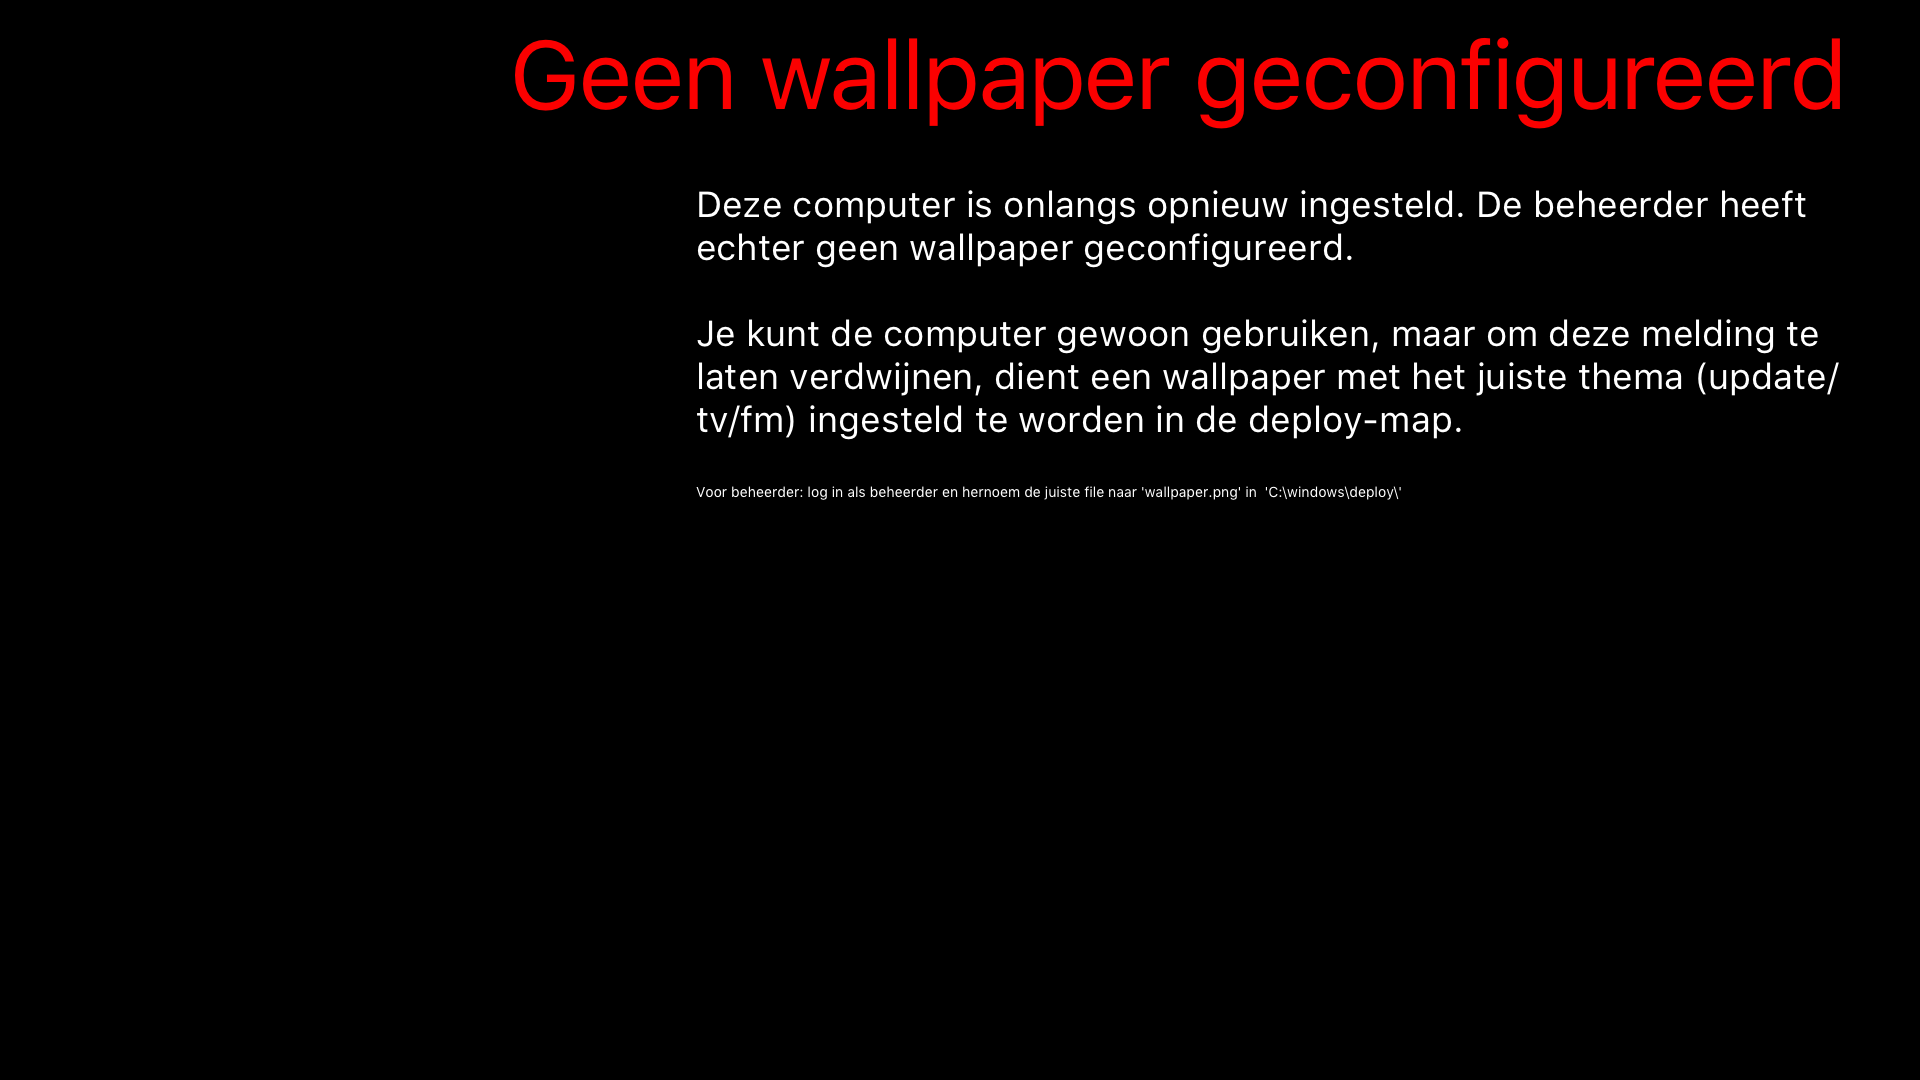 Geen wallpaper geconfigureerd
Deze computer is onlangs opnieuw ingesteld. De beheerder heeft
echter geen wallpaper geconfigureerd.
Je kunt de computer gewoon gebruiken, maar om deze melding te
laten verdwijnen, dient een wallpaper met het juiste thema (update/
tv/fm) ingesteld te worden in de deploy-map.
Voor beheerder: log in als beheerder en hernoem de juiste file naar 'wallpaper.png' in  'C:\windows\deploy\'